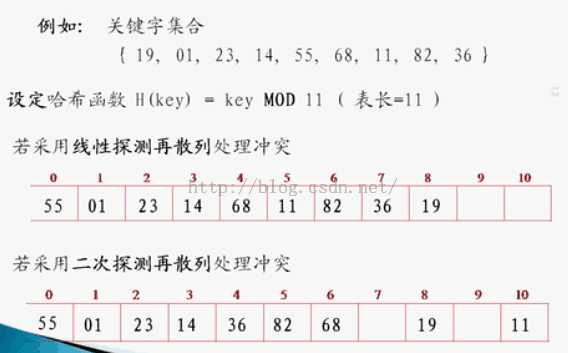 例如： 关键字集合
{ 19, 01, 23, 14, 55, 68, 11, 82, 36 }
设定哈希函数 H(key) = key MOD 11 ( 表长=11 )
若采用线性探测再散列处理冲突
0 1 2 3 4 5 6 7 8 9 10
http://blog.csdn.net/
55 01 23 14 68 11 82 36 19
若采用二次探测再散列处理冲突
0 1 2 3 4 5 6 7 8 9 10
55 01 23 14 36 82 68 19 11